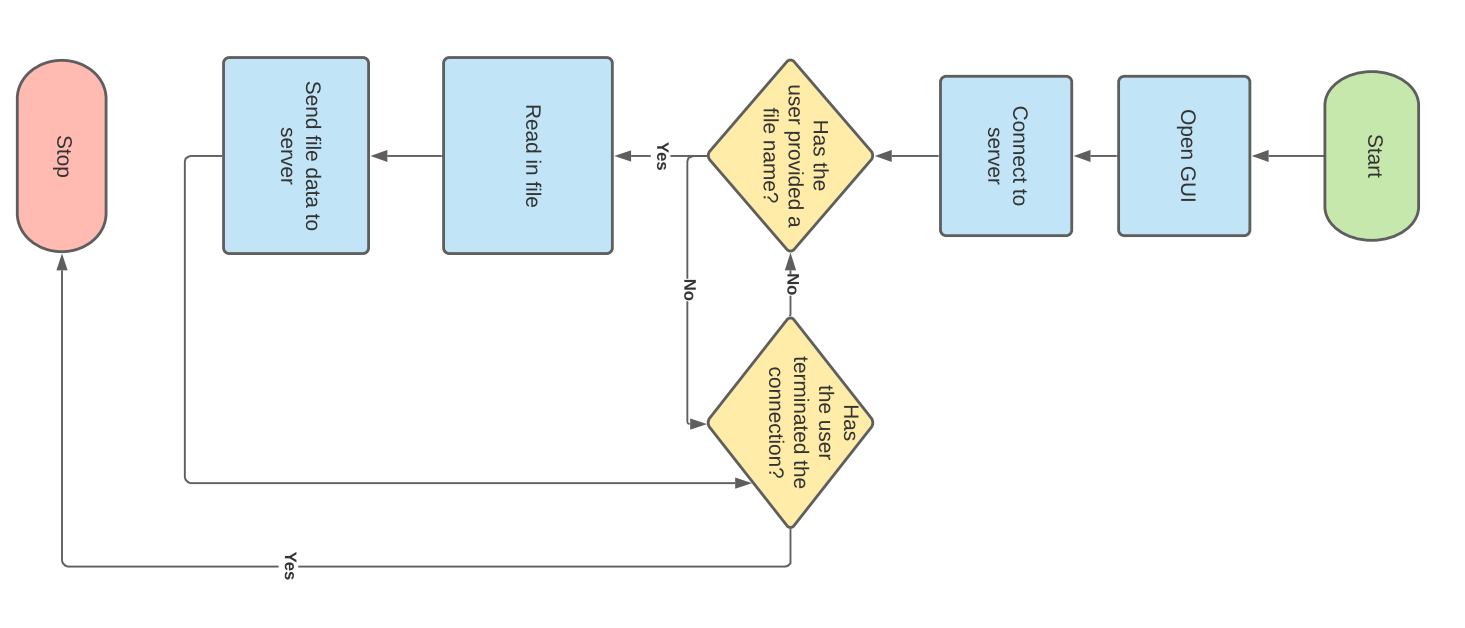 Start
Open GUI
Connect to
server
Has the
user provided a
file name?
No
Has
the user
terminated the
connection?
Yes
No
Read in file
Send file data to
server
Yes
Stop